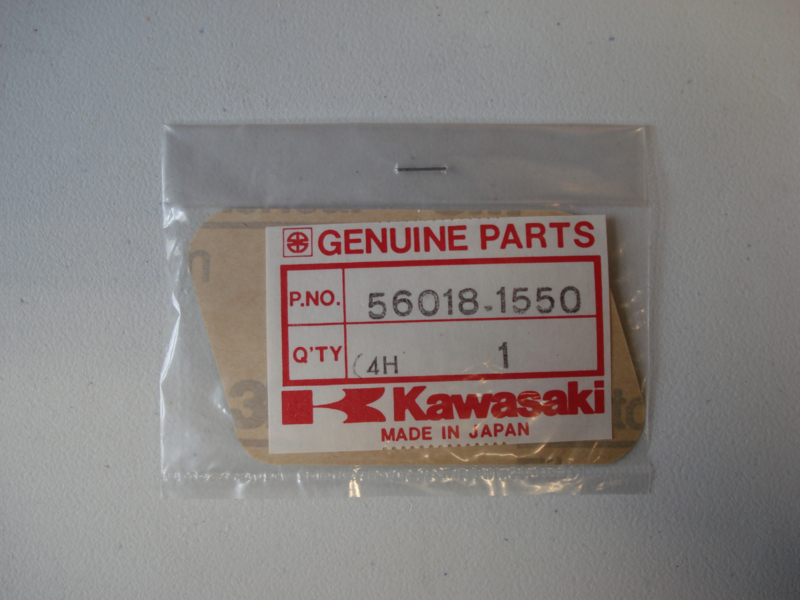 GENUINE PARTS
P.NO. 56018-1550
Q'TY (4H 1
Kawasaki
MADE IN JAPAN